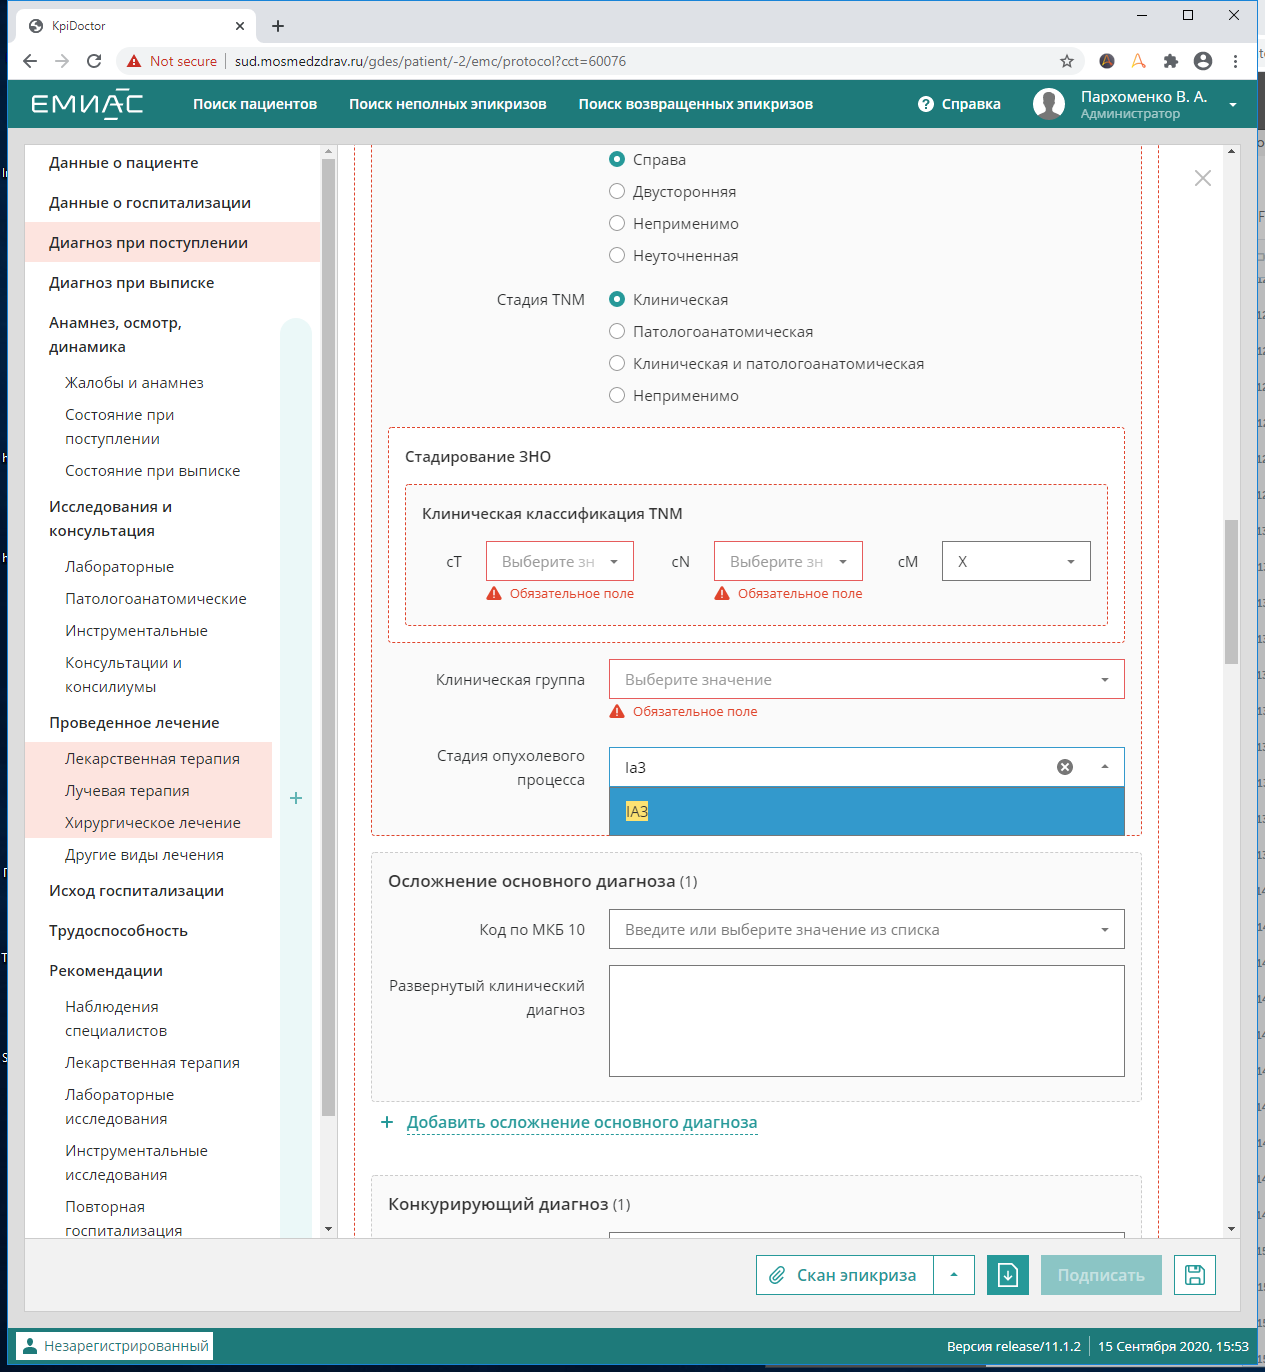 KpiDoctor
Not secure
sud.mosmedzdrav.ru/gdes/patient/-2/emc/protocol?cct=60076
ЕМИАС
Поиск пациентов
Поиск неполных эпикризов
Поиск возвращенных эпикризов
Справка
Пархоменко В. А.
Администратор
Данные о пациенте
Данные о госпитализации
Диагноз при поступлении
Диагноз при выписке
Анамнез, осмотр,
динамика
Жалобы и анамнез
Состояние при
поступлении
Состояние при выписке
Исследования и
консультация
Лабораторные
Патологоанатомические
Инструментальные
Консультации и
консилиумы
Проведенное лечение
Лекарственная терапия
Лучевая терапия
Хирургическое лечение
Другие виды лечения
Исход госпитализации
Трудоспособность
Рекомендации
Наблюдения
специалистов
Лекарственная терапия
Лабораторные
исследования
Инструментальные
исследования
Повторная
госпитализация
Справа
Двусторонняя
Неприменимо
Неуточненная
Стадия TNM
Клиническая
Патологоанатомическая
Клиническая и патологоанатомическая
Неприменимо
Стадирование ЗНО
Клиническая классификация TNM
cT
Выберите зн
cN
Выберите зн
cM
X
Обязательное поле
Обязательное поле
Клиническая группа
Выберите значение
Обязательное поле
Стадия опухолевого
процесса
Ia3
IA3
Осложнение основного диагноза (1)
Код по МКБ 10
Введите или выберите значение из списка
Развернутый клинический
диагноз
+ Добавить осложнение основного диагноза
Конкурирующий диагноз (1)
Скан эпикриза
Подписать
Незарегистрированный
Версия release/11.1.2
15 Сентября 2020, 15:53